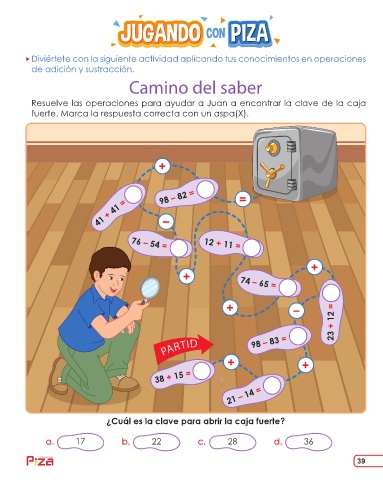 JUGANDO CON PIZA
▸ Diviértete con la siguiente actividad aplicando tus conocimientos en operaciones
de adición y sustracción.
Camino del saber
Resuelve las operaciones para ayudar a Juan a encontrar la clave de la caja
fuerte. Marca la respuesta correcta con un aspa(X).
+
41 + 41 =
98 - 82 =
=
-
76 - 54 =
12 + 11 =
+
+
74 - 65 =
+
-
23 + 12 =
98 - 83 =
PARTID
38 + 15 =
+
+
21 - 14 =
¿Cuál es la clave para abrir la caja fuerte?
a. 17 b. 22 c. 28 d. 36
Piza
39